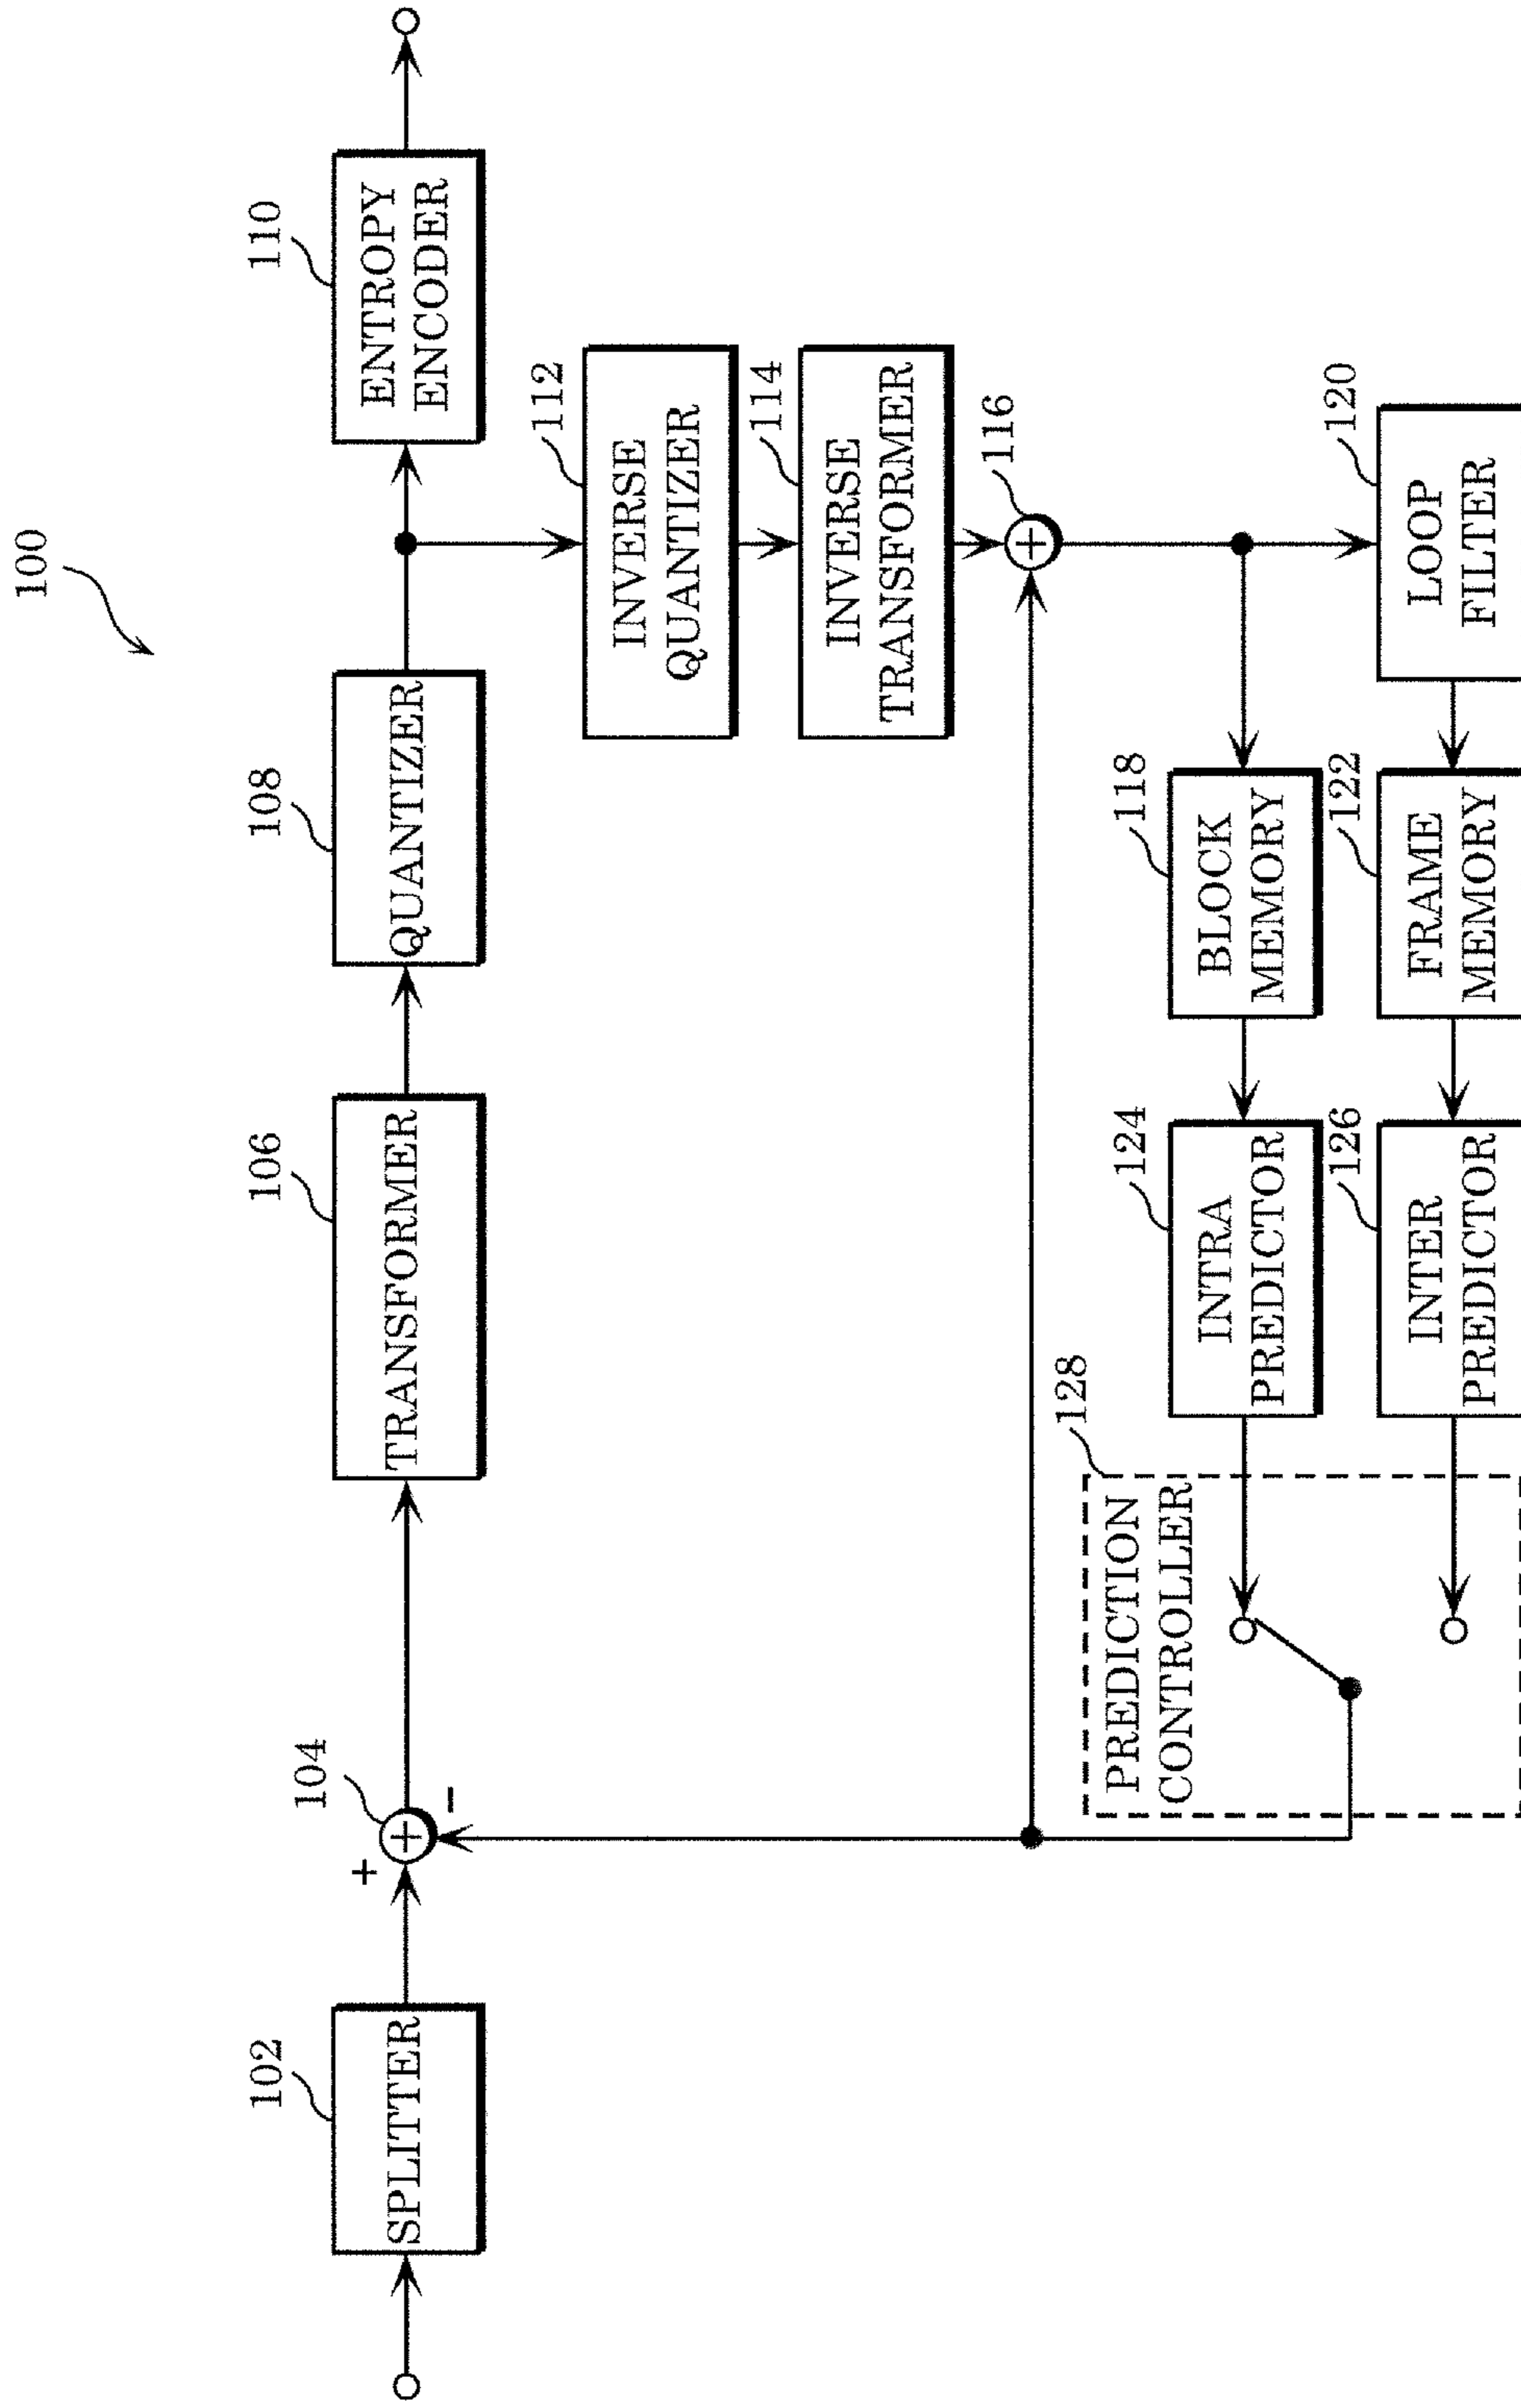 100
102
SPLITTER
104
+
-
106
TRANSFORMER
108
QUANTIZER
110
ENTROPY
ENCODER
112
INVERSE
QUANTIZER
114
INVERSE
TRANSFORMER
116
128
PREDICTION
CONTROLLER
124
INTRA
PREDICTOR
118
BLOCK
MEMORY
126
INTER
PREDICTOR
122
FRAME
MEMORY
120
LOOP
FILTER